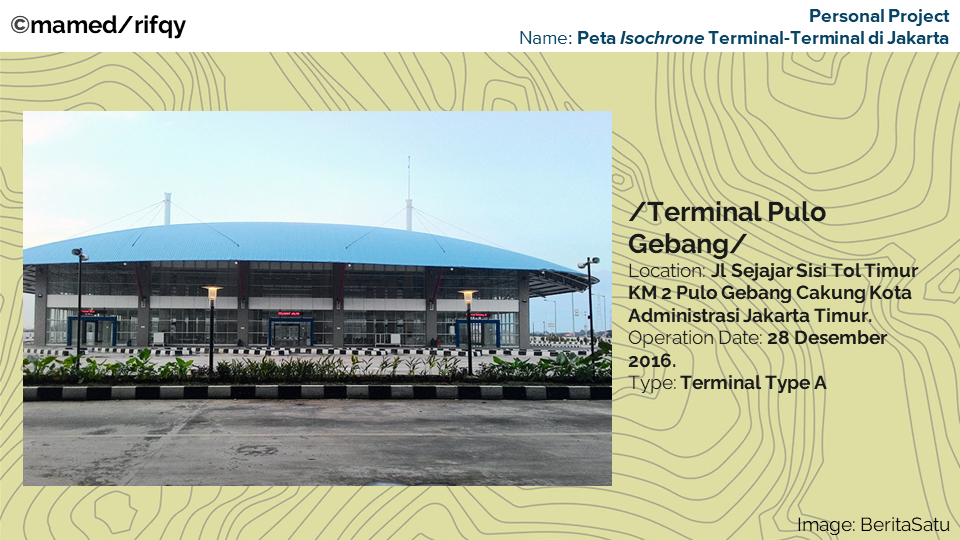 ©mamed/rifqy
Personal Project
Name: Peta Isochrone Terminal-Terminal di Jakarta
/Terminal Pulo
Gebang/
Location: Jl Sejajar Sisi Tol Timur
KM 2 Pulo Gebang Cakung Kota
Administrasi Jakarta Timur.
Operation Date: 28 Desember
2016.
Type: Terminal Type A
Image: BeritaSatu